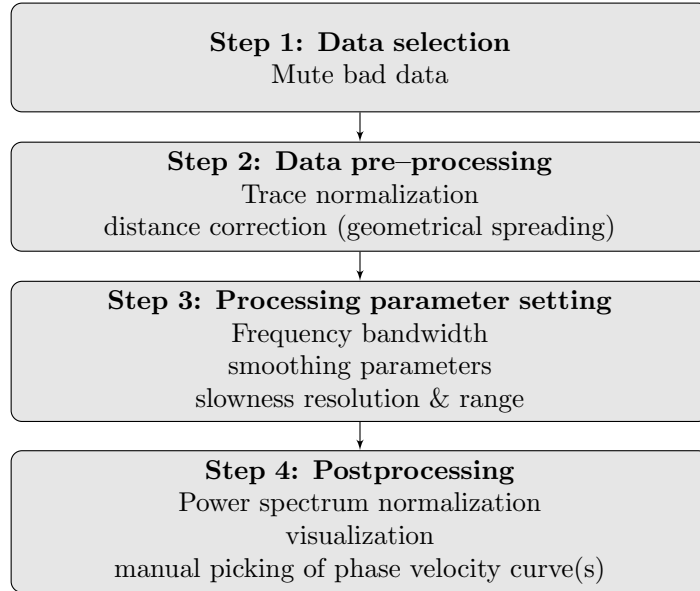 Step 1: Data selection
Mute bad data
Step 2: Data pre–processing
Trace normalization
distance correction (geometrical spreading)
Step 3: Processing parameter setting
Frequency bandwidth
smoothing parameters
slowness resolution & range
Step 4: Postprocessing
Power spectrum normalization
visualization
manual picking of phase velocity curve(s)